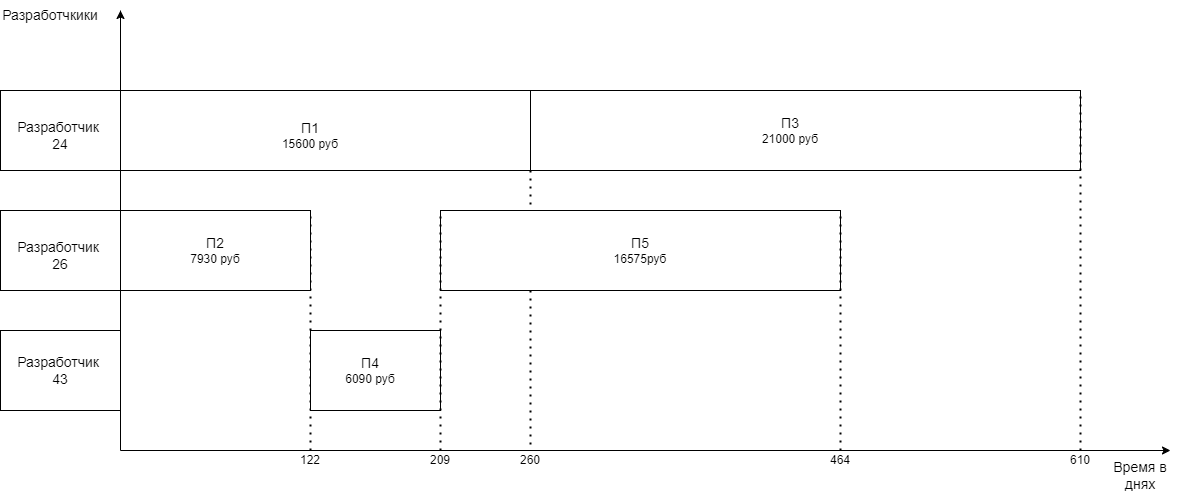 Разработчкики
Разработчик
24
П1
15600 руб
П3
21000 руб
Разработчик
26
П2
7930 руб
П5
16575руб
Разработчик
43
П4
6090 руб
122
209
260
464
610
Время в
днях